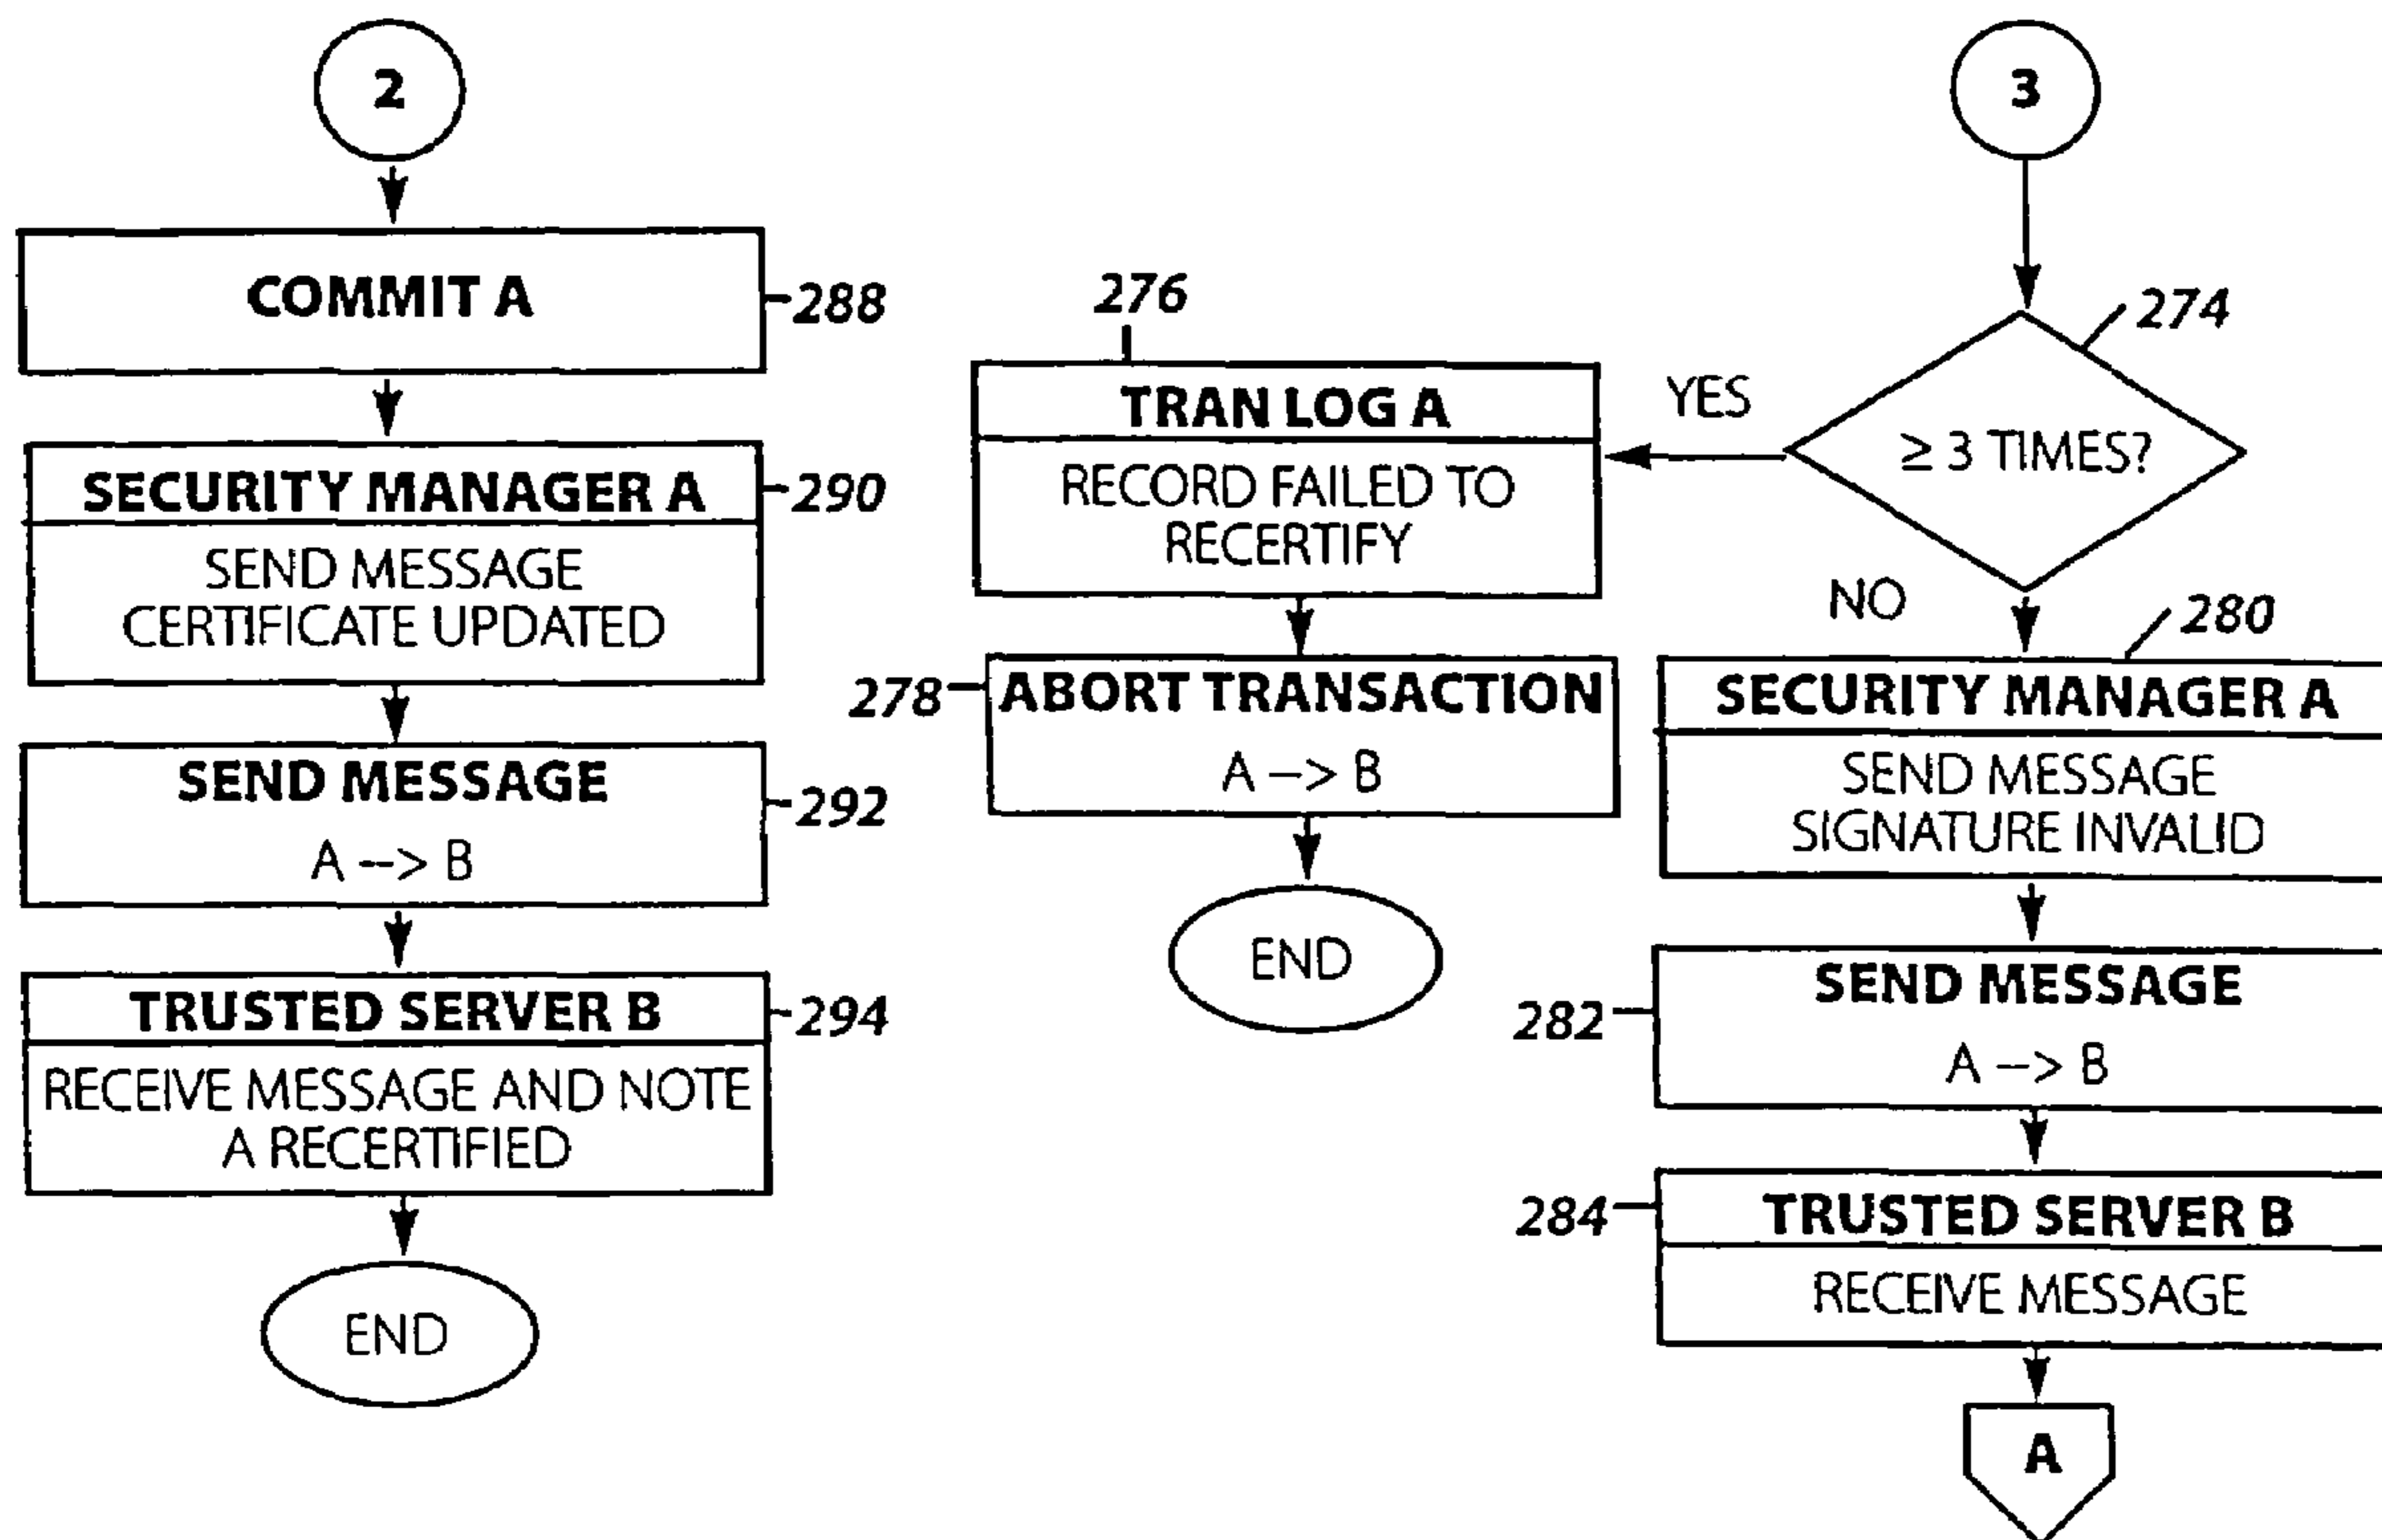 2
COMMIT A
288
SECURITY MANAGER A
290
SEND MESSAGE
CERTIFICATE UPDATED
SEND MESSAGE
292
A --> B
TRUSTED SERVER B
294
RECEIVE MESSAGE AND NOTE
A RECERTIFIED
END
3
274
≥ 3 TIMES?
YES
276
TRAN LOG A
RECORD FAILED TO
RECERTIFY
278
ABORT TRANSACTION
A --> B
END
NO
280
SECURITY MANAGER A
SEND MESSAGE
SIGNATURE INVALID
282
SEND MESSAGE
A --> B
284
TRUSTED SERVER B
RECEIVE MESSAGE
A